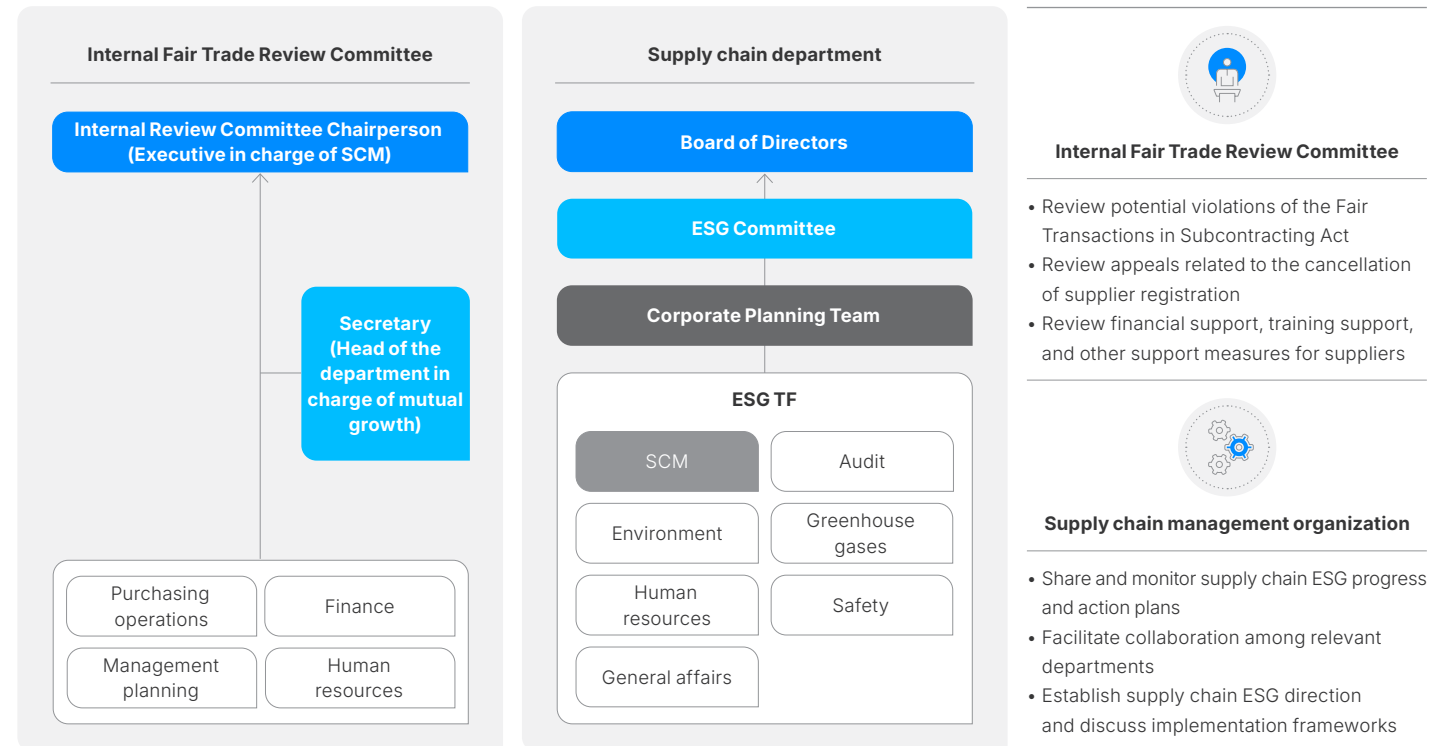 Internal Fair Trade Review Committee
Internal Review Committee Chairperson
(Executive in charge of SCM)
Secretary
(Head of the
department in
charge of mutual
growth)
Purchasing
operations
Finance
Management
planning
Human
resources
Supply chain department
Board of Directors
ESG Committee
Corporate Planning Team
ESG TF
SCM
Audit
Environment
Greenhouse
gases
Human
resources
Safety
General affairs
Internal Fair Trade Review Committee
• Review potential violations of the Fair
Transactions in Subcontracting Act
• Review appeals related to the cancellation
of supplier registration
• Review financial support, training support,
and other support measures for suppliers
Supply chain management organization
• Share and monitor supply chain ESG progress
and action plans
• Facilitate collaboration among relevant
departments
• Establish supply chain ESG direction
and discuss implementation frameworks